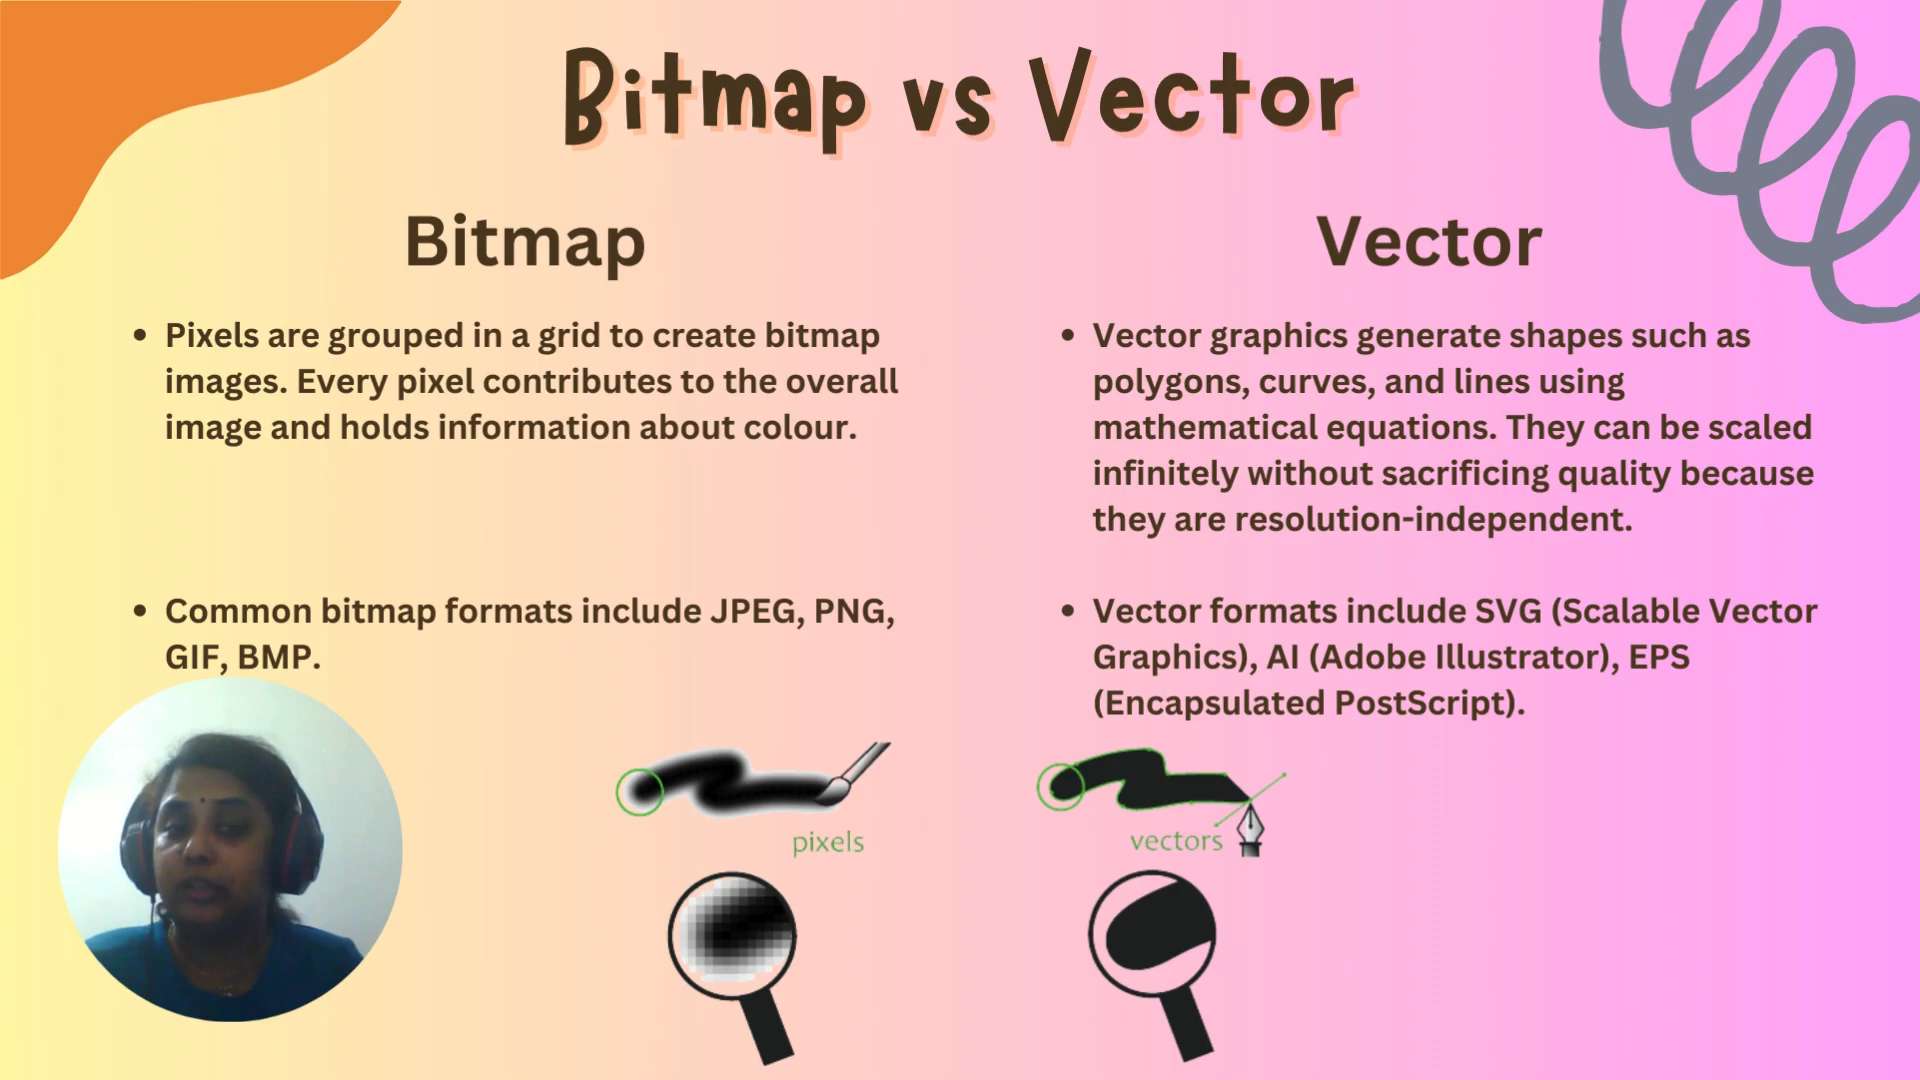 Bitmap vs Vector
Bitmap
• Pixels are grouped in a grid to create bitmap
images. Every pixel contributes to the overall
image and holds information about colour.
• Common bitmap formats include JPEG, PNG,
GIF, BMP.
pixels
Vector
• Vector graphics generate shapes such as
polygons, curves, and lines using
mathematical equations. They can be scaled
infinitely without sacrificing quality because
they are resolution-independent.
• Vector formats include SVG (Scalable Vector
Graphics), AI (Adobe Illustrator), EPS
(Encapsulated PostScript).
vectors